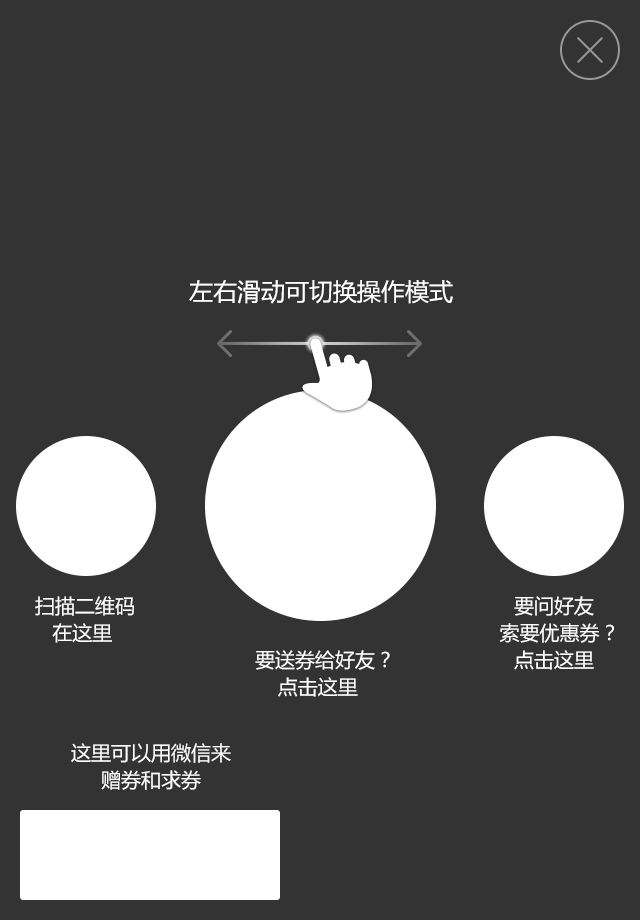 左右滑动可切换操作模式
扫描二维码
在这里
要送券给好友？
点击这里
要问好友
索要优惠券？
点击这里
这里可以用微信来
赠券和求券